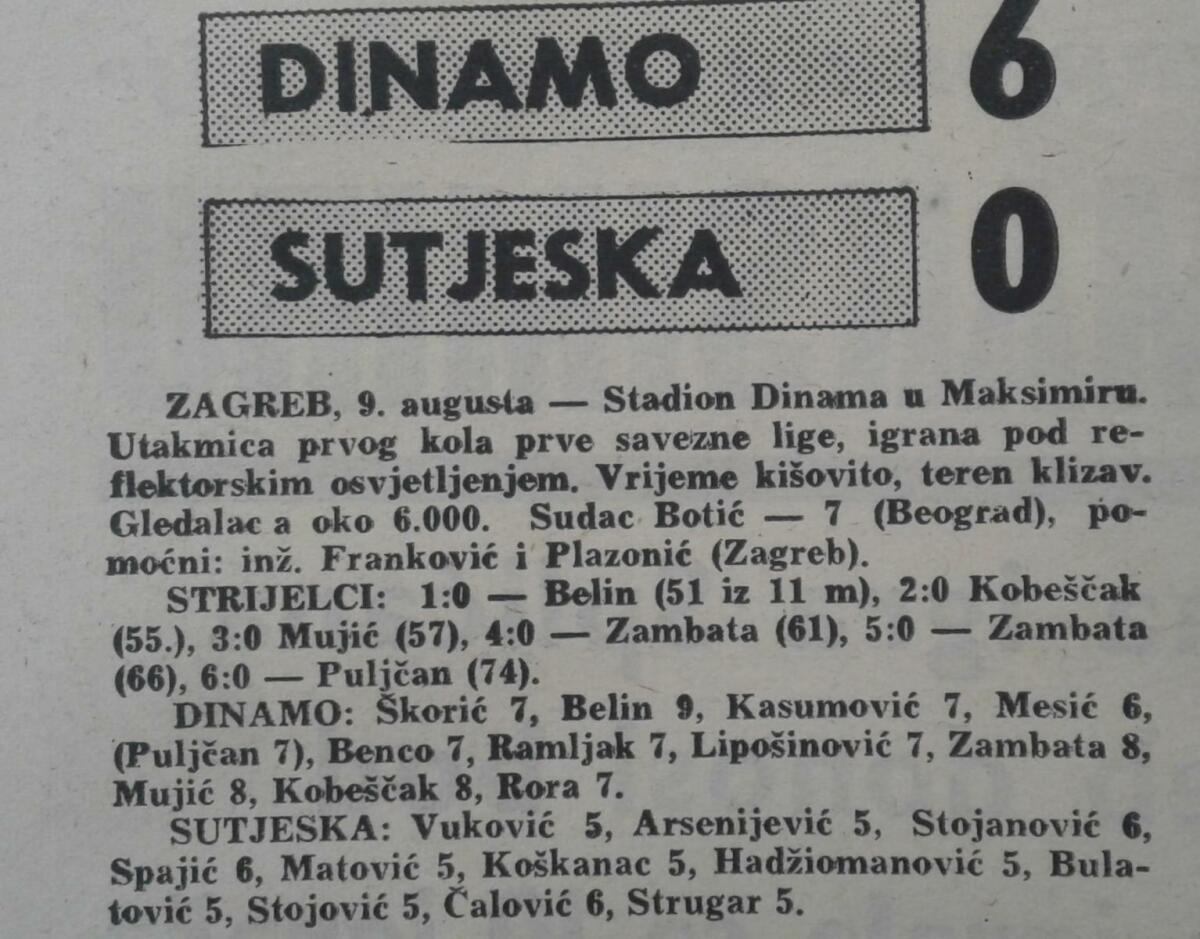 DINAMO 6
SUTJESKA 0
ZAGREB, 9. augusta — Stadion Dinama u Maksimiru.
Utakmica prvog kola prve savezne lige, igrana pod re-
flektorskim osvjetljenjem. Vrijeme kišovito, teren klizav.
Gledalac a oko 6.000. Sudac Botić — 7 (Beograd), po-
moćni: inž. Franković i Plazonić (Zagreb).
STRIJELCI: 1:0 — Belin (51 iz 11 m), 2:0 Kobeščak
(55.), 3:0 Mujić (57), 4:0 — Zambata (61), 5:0 — Zambata
(66), 6:0 — Puljčan (74).
DINAMO: Škorić 7, Belin 9, Kasumović 7, Mesić 6,
(Puljčan 7), Benco 7, Ramljak 7, Lipošinović 7, Zambata 8,
Mujić 8, Kobeščak 8, Rora 7.
SUTJESKA: Vuković 5, Arsenijević 5, Stojanović 6,
Spajić 6, Matović 5, Koškanac 5, Hadžiomanović 5, Bula-
tović 5, Stojović 5, Čalović 6, Strugar 5.